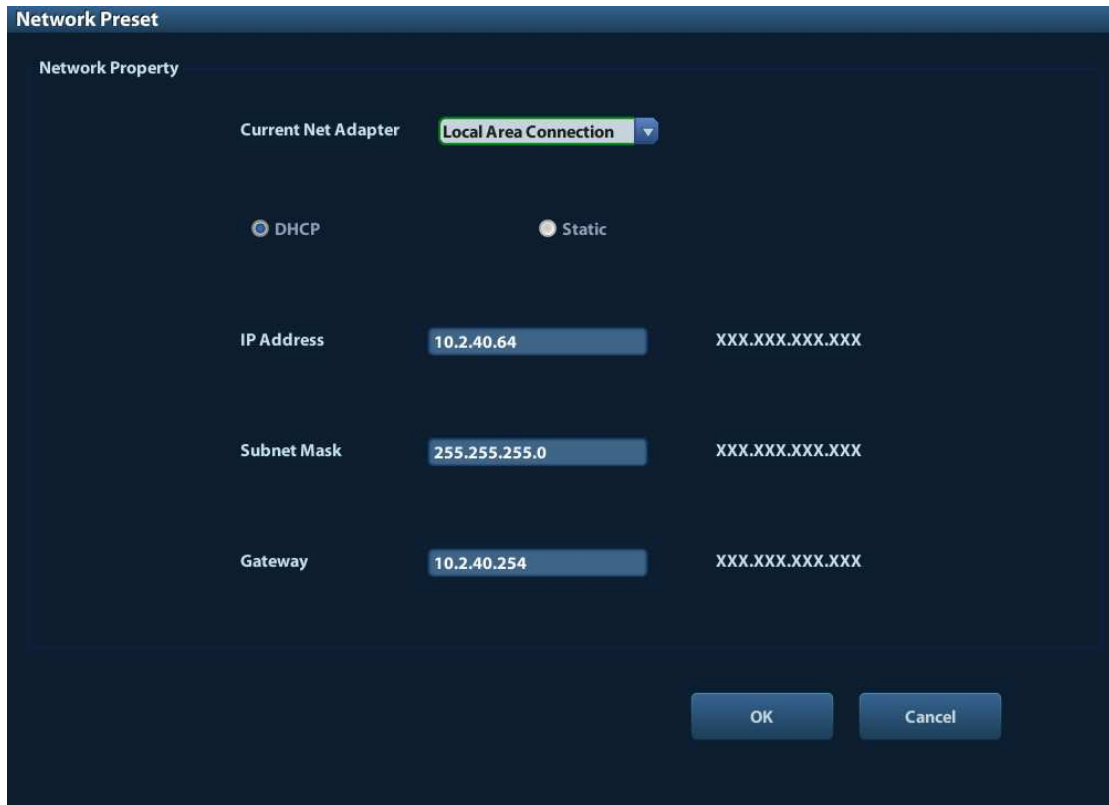 Network Preset
Network Property
Current Net Adapter Local Area Connection
DHCP Static
IP Address 10.2.40.64 XXX.XXX.XXX.XXX
Subnet Mask 255.255.255.0 XXX.XXX.XXX.XXX
Gateway 10.2.40.254 XXX.XXX.XXX.XXX
OK Cancel